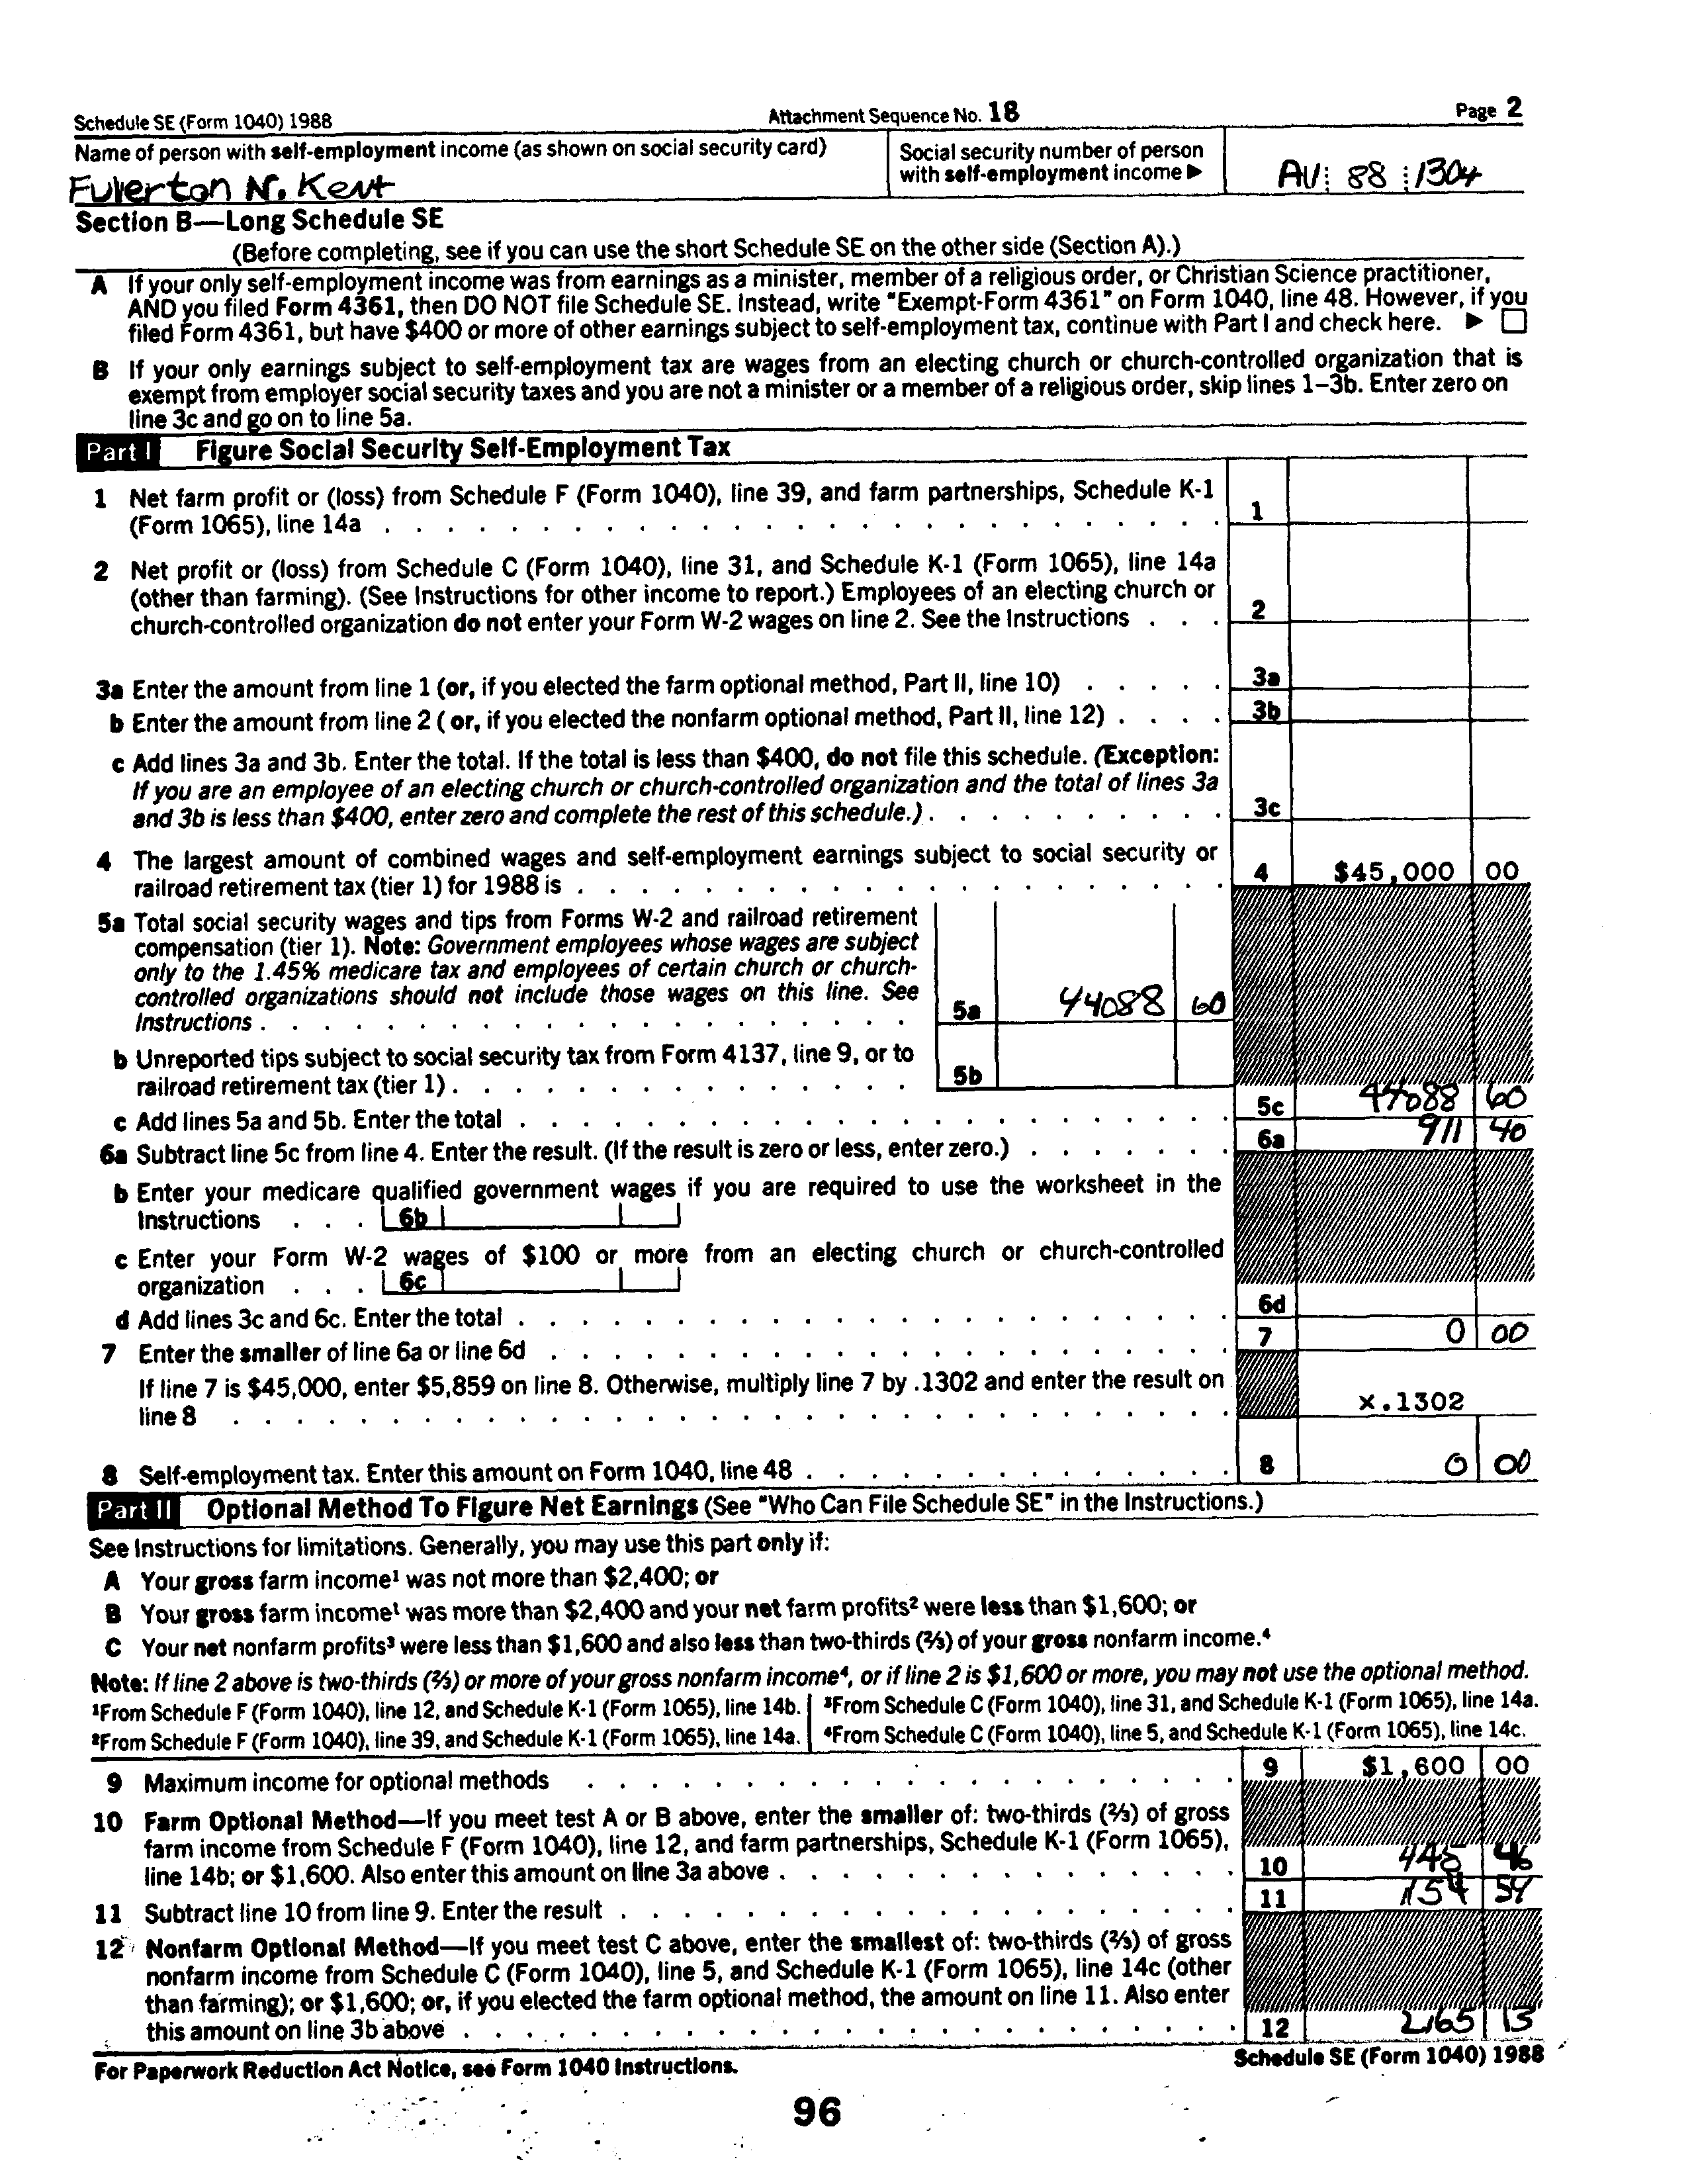 Schedule SE (Form 1040) 1988 Attachment Sequence No. 18 Page 2
Name of person with self-employment income (as shown on social security card)
Fullerton N. Kent
Social security number of person
with self-employment income ▶
AU 88 1304
Section B—Long Schedule SE
(Before completing, see if you can use the short Schedule SE on the other side (Section A).)
A If your only self-employment income was from earnings as a minister, member of a religious order, or Christian Science practitioner,
AND you filed Form 4361, then DO NOT file Schedule SE. Instead, write "Exempt-Form 4361" on Form 1040, line 48. However, if you
filed Form 4361, but have $400 or more of other earnings subject to self-employment tax, continue with Part I and check here. ▶ ☐
B If your only earnings subject to self-employment tax are wages from an electing church or church-controlled organization that is
exempt from employer social security taxes and you are not a minister or a member of a religious order, skip lines 1–3b. Enter zero on
line 3c and go on to line 5a.
Part I Figure Social Security Self-Employment Tax
1 Net farm profit or (loss) from Schedule F (Form 1040), line 39, and farm partnerships, Schedule K-1
(Form 1065), line 14a . . . 1
2 Net profit or (loss) from Schedule C (Form 1040), line 31, and Schedule K-1 (Form 1065), line 14a
(other than farming). (See Instructions for other income to report.) Employees of an electing church or
church-controlled organization do not enter your Form W-2 wages on line 2. See the Instructions . . . 2
3a Enter the amount from line 1 (or, if you elected the farm optional method, Part II, line 10) . . . 3a
b Enter the amount from line 2 ( or, if you elected the nonfarm optional method, Part II, line 12) . . . 3b
c Add lines 3a and 3b. Enter the total. If the total is less than $400, do not file this schedule. (Exception:
If you are an employee of an electing church or church-controlled organization and the total of lines 3a
and 3b is less than $400, enter zero and complete the rest of this schedule.) . . . 3c
4 The largest amount of combined wages and self-employment earnings subject to social security or
railroad retirement tax (tier 1) for 1988 is . . . 4 $45,000 00
5a Total social security wages and tips from Forms W-2 and railroad retirement
compensation (tier 1). Note: Government employees whose wages are subject
only to the 1.45% medicare tax and employees of certain church or church-
controlled organizations should not include those wages on this line. See
Instructions . . . 5a 44088 60
b Unreported tips subject to social security tax from Form 4137, line 9, or to
railroad retirement tax (tier 1) . . . 5b
c Add lines 5a and 5b. Enter the total . . . 5c 44088 60
6a Subtract line 5c from line 4. Enter the result. (If the result is zero or less, enter zero.) . . . 6a 911 40
b Enter your medicare qualified government wages if you are required to use the worksheet in the
Instructions . . . 6b
c Enter your Form W-2 wages of $100 or more from an electing church or church-controlled
organization . . . 6c
d Add lines 3c and 6c. Enter the total . . . 6d
7 Enter the smaller of line 6a or line 6d . . . 7 0 00
If line 7 is $45,000, enter $5,859 on line 8. Otherwise, multiply line 7 by .1302 and enter the result on
line 8 . . . x.1302
8 Self-employment tax. Enter this amount on Form 1040, line 48 . . . 8 0 00
Part II Optional Method To Figure Net Earnings (See "Who Can File Schedule SE" in the Instructions.)
See Instructions for limitations. Generally, you may use this part only if:
A Your gross farm income¹ was not more than $2,400; or
B Your gross farm income¹ was more than $2,400 and your net farm profits² were less than $1,600; or
C Your net nonfarm profits³ were less than $1,600 and also less than two-thirds (⅔) of your gross nonfarm income.⁴
Note: If line 2 above is two-thirds (⅔) or more of your gross nonfarm income⁴, or if line 2 is $1,600 or more, you may not use the optional method.
¹From Schedule F (Form 1040), line 12, and Schedule K-1 (Form 1065), line 14b. ³From Schedule C (Form 1040), line 31, and Schedule K-1 (Form 1065), line 14a.
²From Schedule F (Form 1040), line 39, and Schedule K-1 (Form 1065), line 14a. ⁴From Schedule C (Form 1040), line 5, and Schedule K-1 (Form 1065), line 14c.
9 Maximum income for optional methods . . . 9 $1,600 00
10 Farm Optional Method—If you meet test A or B above, enter the smaller of: two-thirds (⅔) of gross
farm income from Schedule F (Form 1040), line 12, and farm partnerships, Schedule K-1 (Form 1065),
line 14b; or $1,600. Also enter this amount on line 3a above . . . 10 445 46
11 Subtract line 10 from line 9. Enter the result . . . 11 1154 54
12 Nonfarm Optional Method—If you meet test C above, enter the smallest of: two-thirds (⅔) of gross
nonfarm income from Schedule C (Form 1040), line 5, and Schedule K-1 (Form 1065), line 14c (other
than farming); or $1,600; or, if you elected the farm optional method, the amount on line 11. Also enter
this amount on line 3b above . . . 12 2165 13
For Paperwork Reduction Act Notice, see Form 1040 Instructions. Schedule SE (Form 1040) 1988
96